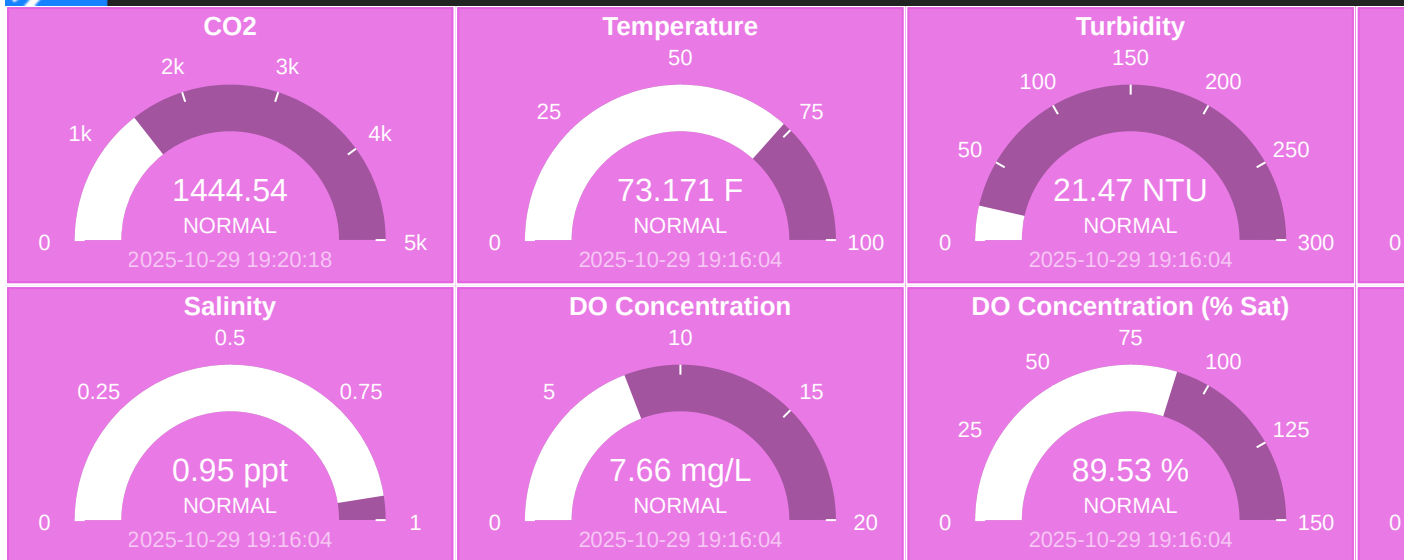 CO2
0
1k
2k
3k
4k
5k
1444.54
NORMAL
2025-10-29 19:20:18
Temperature
0
25
50
75
100
73.171 F
NORMAL
2025-10-29 19:16:04
Turbidity
0
50
100
150
200
250
300
21.47 NTU
NORMAL
2025-10-29 19:16:04
0
Salinity
0
0.25
0.5
0.75
1
0.95 ppt
NORMAL
2025-10-29 19:16:04
DO Concentration
0
5
10
15
20
7.66 mg/L
NORMAL
2025-10-29 19:16:04
DO Concentration (% Sat)
0
25
50
75
100
125
150
89.53 %
NORMAL
2025-10-29 19:16:04
0